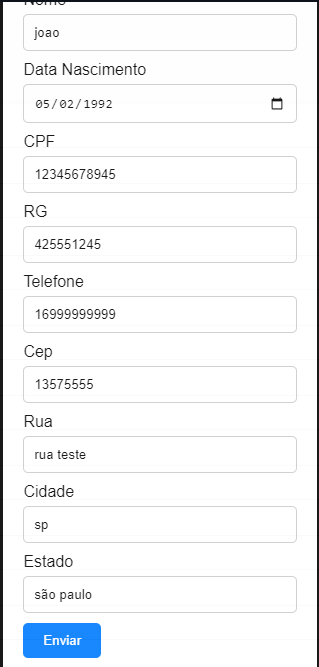 Nome
joao
Data Nascimento
05/02/1992
CPF
12345678945
RG
425551245
Telefone
16999999999
Cep
13575555
Rua
rua teste
Cidade
sp
Estado
são paulo
Enviar